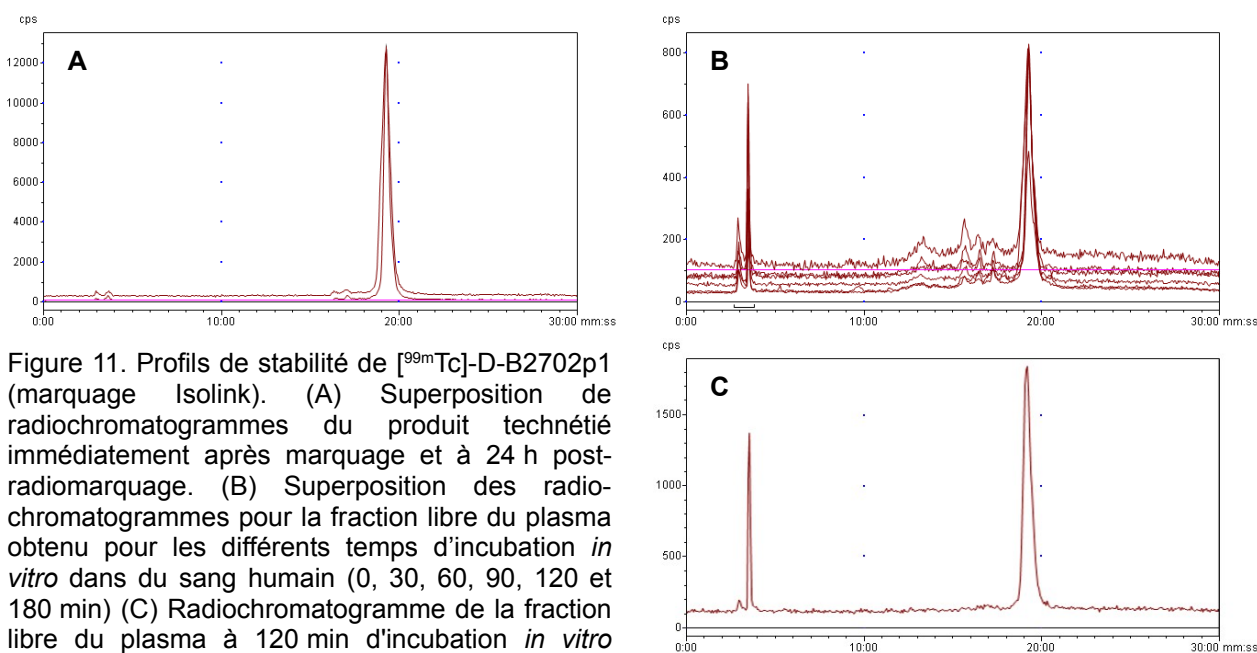 cps
A
12000
10000
8000
6000
4000
2000
0
0:00 10:00 20:00 30:00 mm:ss
cps
B
800
600
400
200
0
0:00 10:00 20:00 30:00 mm:ss
Figure 11. Profils de stabilité de [99mTc]-D-B2702p1
(marquage Isolink). (A) Superposition de
radiochromatogrammes du produit technétié
immédiatement après marquage et à 24 h post-
radiomarquage. (B) Superposition des radio-
chromatogrammes pour la fraction libre du plasma
obtenu pour les différents temps d'incubation in
vitro dans du sang humain (0, 30, 60, 90, 120 et
180 min) (C) Radiochromatogramme de la fraction
libre du plasma à 120 min d'incubation in vitro
cps
C
1500
1000
500
0
0:00 10:00 20:00 30:00 mm:ss